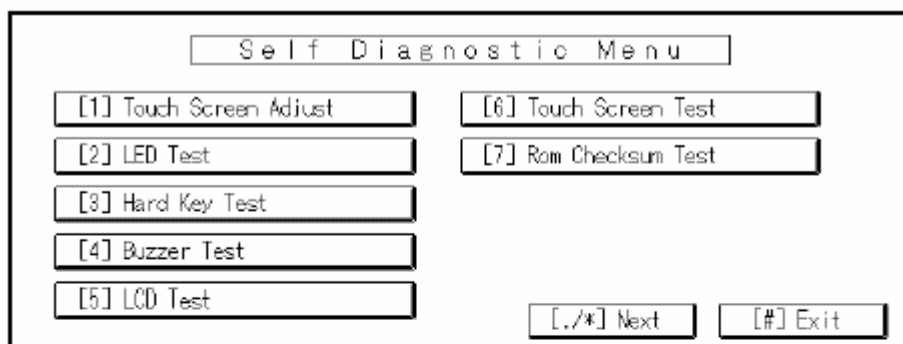 Self Diagnostic Menu
[1] Touch Screen Adjust
[2] LED Test
[3] Hard Key Test
[4] Buzzer Test
[5] LCD Test
[6] Touch Screen Test
[7] Rom Checksum Test
[./*] Next
[#] Exit